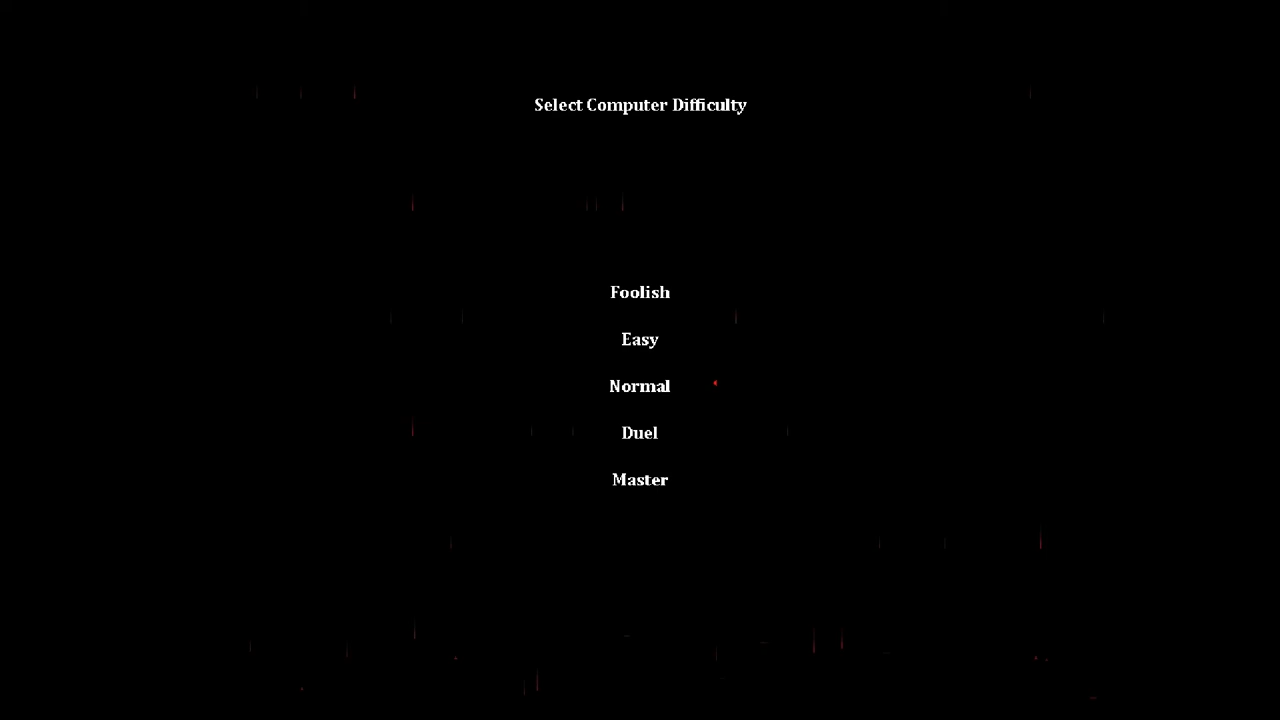 Select Computer Difficulty
Foolish
Easy
Normal
Duel
Master